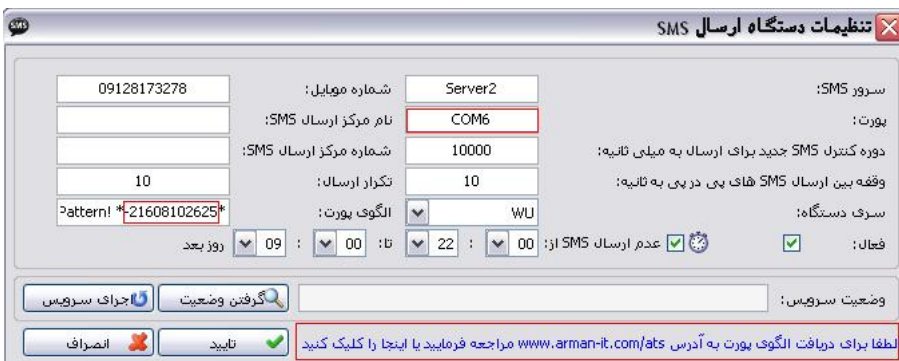 تنظیمات دستگاه ارسال SMS
سرور SMS: Server2 شماره موبایل: 09128173278
پورت: COM6 نام مرکز ارسال SMS:
دوره کنترل SMS جدید برای ارسال به میلی ثانیه: 10000 شماره مرکز ارسال SMS:
وقفه بین ارسال SMS های پی در پی به ثانیه: 10 تکرار ارسال: 10
سری دستگاه: WU الگوی پورت: Pattern! *-21608102625*
فعال: عدم ارسال SMS از: 00 : 22 تا: 00 : 09 روز بعد
وضعیت سرویس: گرفتن وضعیت اجرای سرویس
لطفا برای دریافت الگوی پورت به آدرس www.arman-it.com/ats مراجعه فرمایید یا اینجا را کلیک کنید تایید انصراف